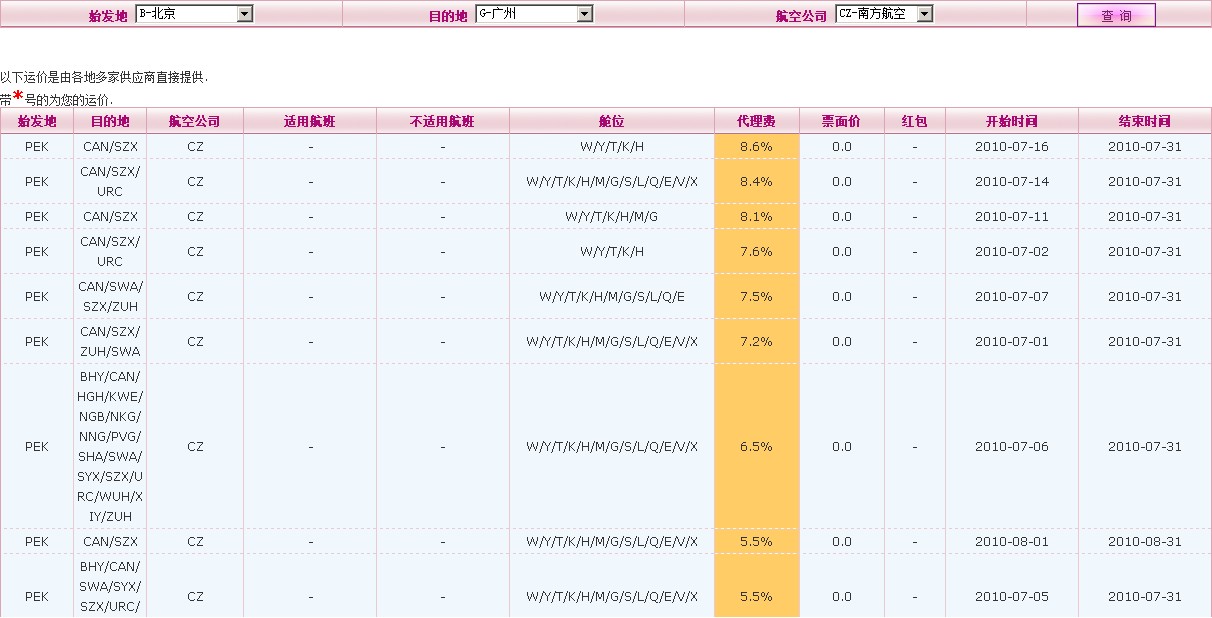 始发地 B-北京 目的地 G-广州 航空公司 CZ-南方航空 查 询
以下运价是由各地多家供应商直接提供.
带*号的为您的运价.
始发地 目的地 航空公司 适用航班 不适用航班 舱位 代理费 票面价 红包 开始时间 结束时间
PEK CAN/SZX CZ - - W/Y/T/K/H 8.6% 0.0 - 2010-07-16 2010-07-31
PEK CAN/SZX/
URC CZ - - W/Y/T/K/H/M/G/S/L/Q/E/V/X 8.4% 0.0 - 2010-07-14 2010-07-31
PEK CAN/SZX CZ - - W/Y/T/K/H/M/G 8.1% 0.0 - 2010-07-11 2010-07-31
PEK CAN/SZX/
URC CZ - - W/Y/T/K/H 7.6% 0.0 - 2010-07-02 2010-07-31
PEK CAN/SWA/
SZX/ZUH CZ - - W/Y/T/K/H/M/G/S/L/Q/E 7.5% 0.0 - 2010-07-07 2010-07-31
PEK CAN/SZX/
ZUH/SWA CZ - - W/Y/T/K/H/M/G/S/L/Q/E/V/X 7.2% 0.0 - 2010-07-01 2010-07-31
PEK BHY/CAN/
HGH/KWE/
NGB/NKG/
NNG/PVG/
SHA/SWA/
SYX/SZX/U
RC/WUH/X
IY/ZUH CZ - - W/Y/T/K/H/M/G/S/L/Q/E/V/X 6.5% 0.0 - 2010-07-06 2010-07-31
PEK CAN/SZX CZ - - W/Y/T/K/H/M/G/S/L/Q/E/V/X 5.5% 0.0 - 2010-08-01 2010-08-31
PEK BHY/CAN/
SWA/SYX/
SZX/URC/ CZ - - W/Y/T/K/H/M/G/S/L/Q/E/V/X 5.5% 0.0 - 2010-07-05 2010-07-31